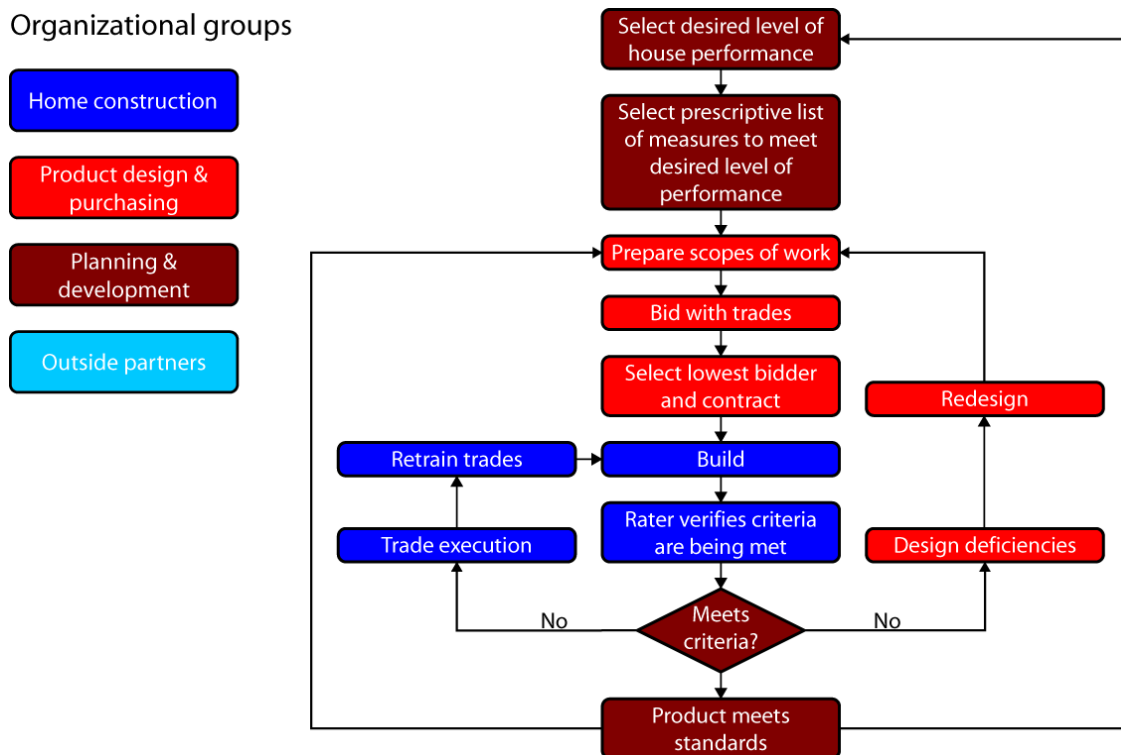 Organizational groups
Home construction
Product design &
purchasing
Planning &
development
Outside partners
Select desired level of
house performance
Select prescriptive list
of measures to meet
desired level of
performance
Prepare scopes of work
Bid with trades
Select lowest bidder
and contract
Redesign
Retrain trades
Build
Trade execution
Rater verifies criteria
are being met
Design deficiencies
No
Meets
criteria?
No
Product meets
standards